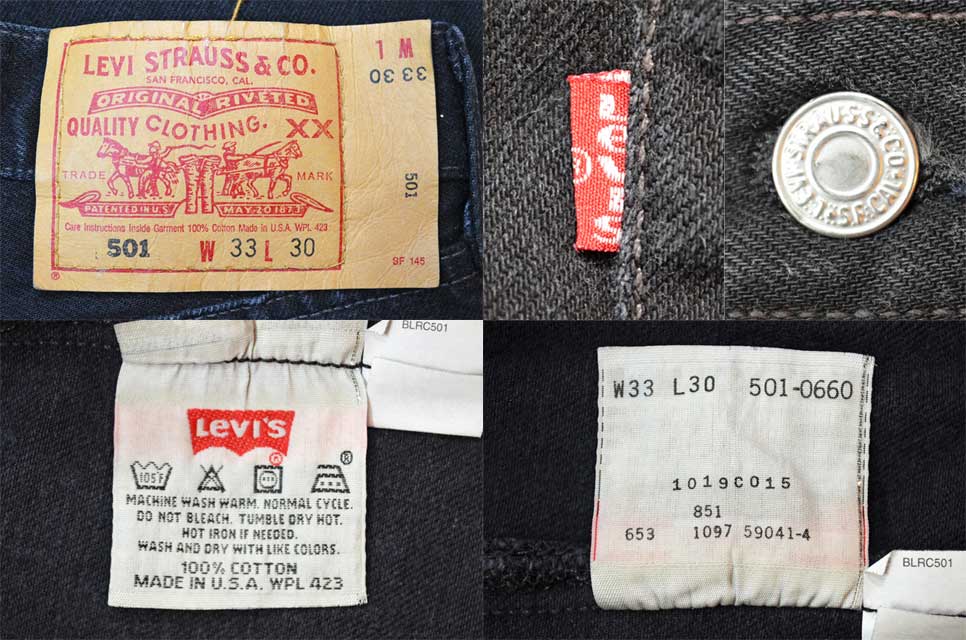 LEVI STRAUSS & CO.
SAN FRANCISCO, CAL.
ORIGINAL RIVETED
QUALITY CLOTHING. XX
TRADE MARK
PATENTED IN U.S. MAY 20 1873
Care Instructions Inside Garment 100% Cotton Made in U.S.A. WPL 423
501 W 33 L 30
®
1 M
33 30
501
SF 145
LEVI'S
®
LEVI STRAUSS & CO. S.F. CAL.
BLRC501
LEVI'S
®
105F
®
MACHINE WASH WARM. NORMAL CYCLE.
DO NOT BLEACH. TUMBLE DRY HOT.
HOT IRON IF NEEDED.
WASH AND DRY WITH LIKE COLORS.
100% COTTON
MADE IN U.S.A. WPL 423
W33 L30 501-0660
1019C015
851
653 1097 59041-4
BLRC501